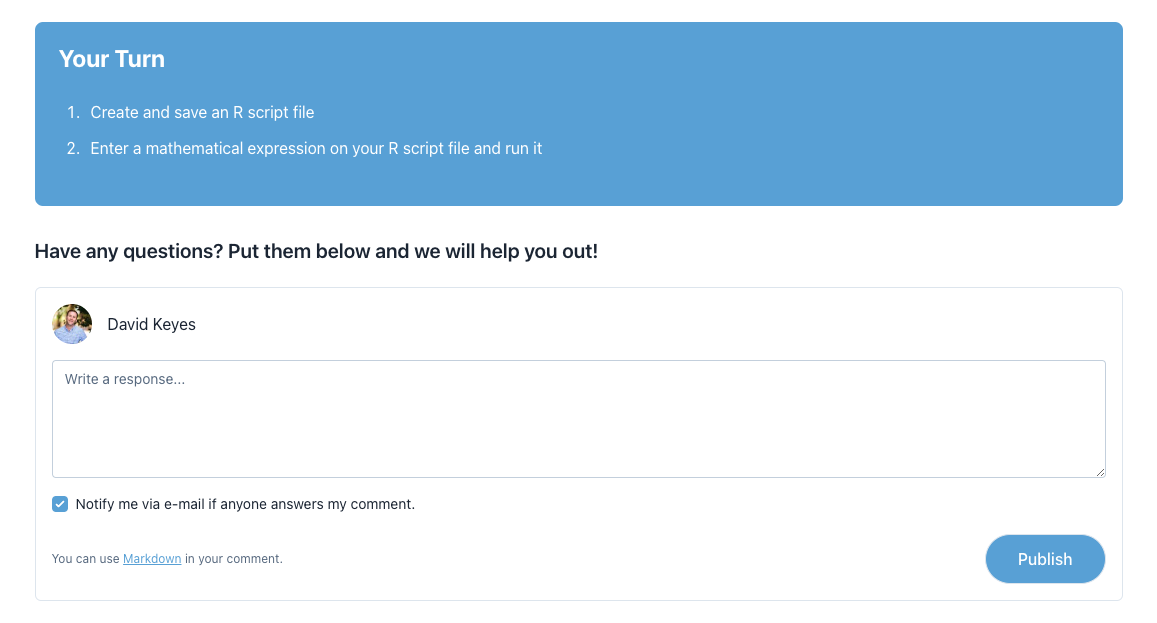 Your Turn
1. Create and save an R script file
2. Enter a mathematical expression on your R script file and run it
Have any questions? Put them below and we will help you out!
David Keyes
Write a response...
Notify me via e-mail if anyone answers my comment.
You can use Markdown in your comment.
Publish